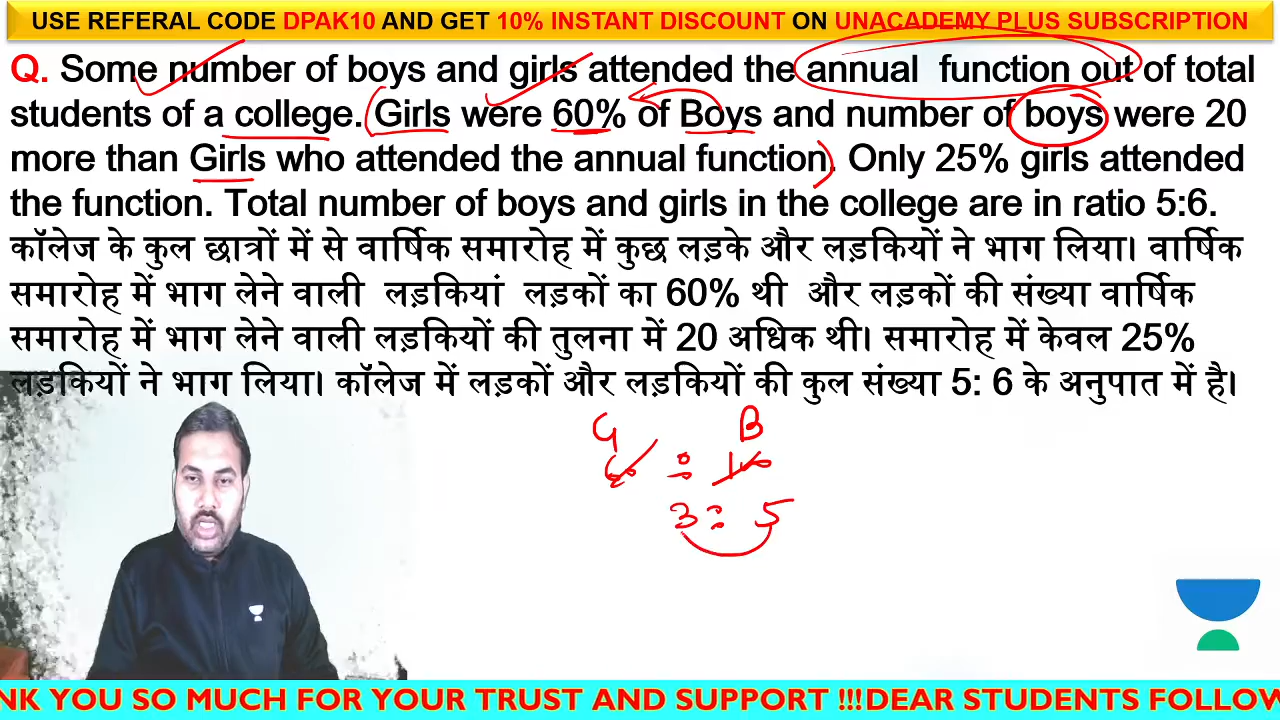 USE REFERAL CODE DPAK10 AND GET 10% INSTANT DISCOUNT ON UNACADEMY PLUS SUBSCRIPTION
Q. Some number of boys and girls attended the annual function out of total
students of a college. Girls were 60% of Boys and number of boys were 20
more than Girls who attended the annual function. Only 25% girls attended
the function. Total number of boys and girls in the college are in ratio 5:6.
कॉलेज के कुल छात्रों में से वार्षिक समारोह में कुछ लड़के और लड़कियों ने भाग लिया। वार्षिक
समारोह में भाग लेने वाली लड़कियां लड़कों का 60% थी और लड़कों की संख्या वार्षिक
समारोह में भाग लेने वाली लड़कियों की तुलना में 20 अधिक थी। समारोह में केवल 25%
लड़कियों ने भाग लिया। कॉलेज में लड़कों और लड़कियों की कुल संख्या 5: 6 के अनुपात में है।
G B
60 : 100
3 : 5
NK YOU SO MUCH FOR YOUR TRUST AND SUPPORT !!!DEAR STUDENTS FOLLOW